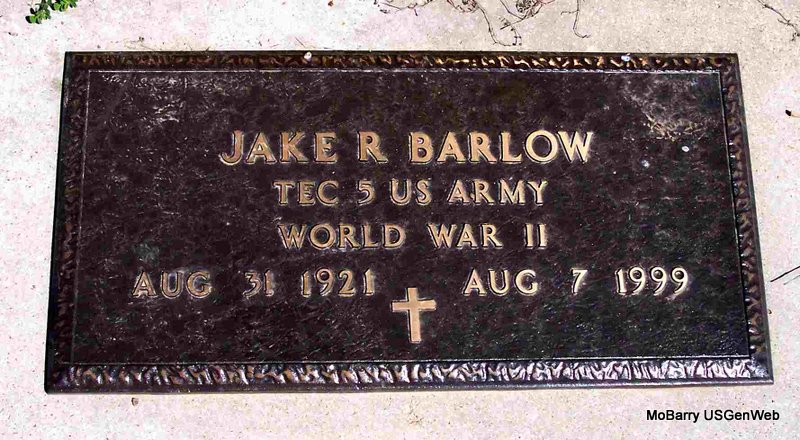 JAKE R BARLOW
TEC 5 US ARMY
WORLD WAR II
AUG 31 1921 AUG 7 1999
MoBarry USGenWeb